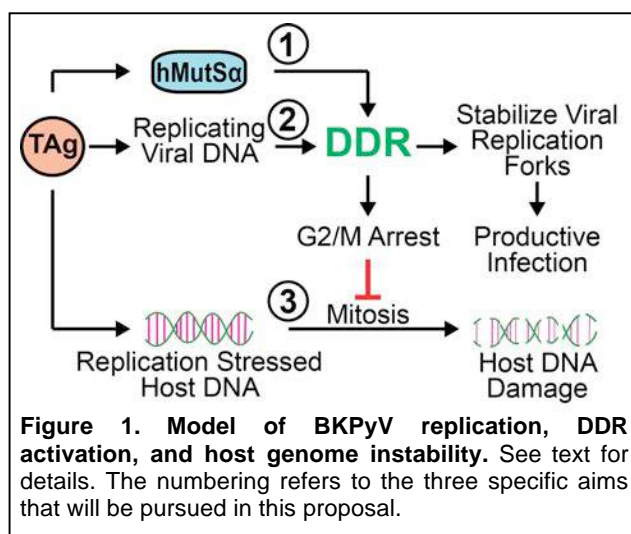 ①
hMutSα
TAg
Replicating
Viral DNA
②
DDR
Stabilize Viral
Replication
Forks
G2/M Arrest
Productive
Infection
③
Mitosis
Replication Stressed
Host DNA
Host DNA
Damage
Figure 1. Model of BKPyV replication, DDR
activation, and host genome instability. See text for
details. The numbering refers to the three specific aims
that will be pursued in this proposal.